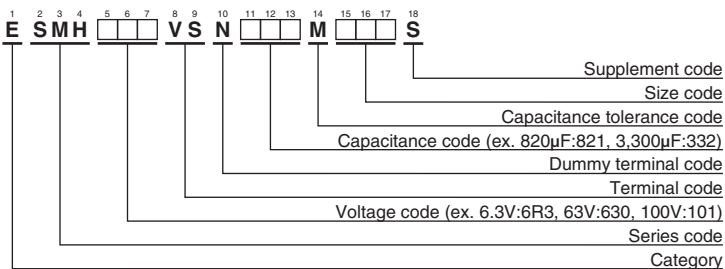 1 2 3 4 5 6 7 8 9 10 11 12 13 14 15 16 17 18
E SMH □□□ VS N □□□ M □□□ S
Supplement code
Size code
Capacitance tolerance code
Capacitance code (ex. 820μF:821, 3,300μF:332)
Dummy terminal code
Terminal code
Voltage code (ex. 6.3V:6R3, 63V:630, 100V:101)
Series code
Category